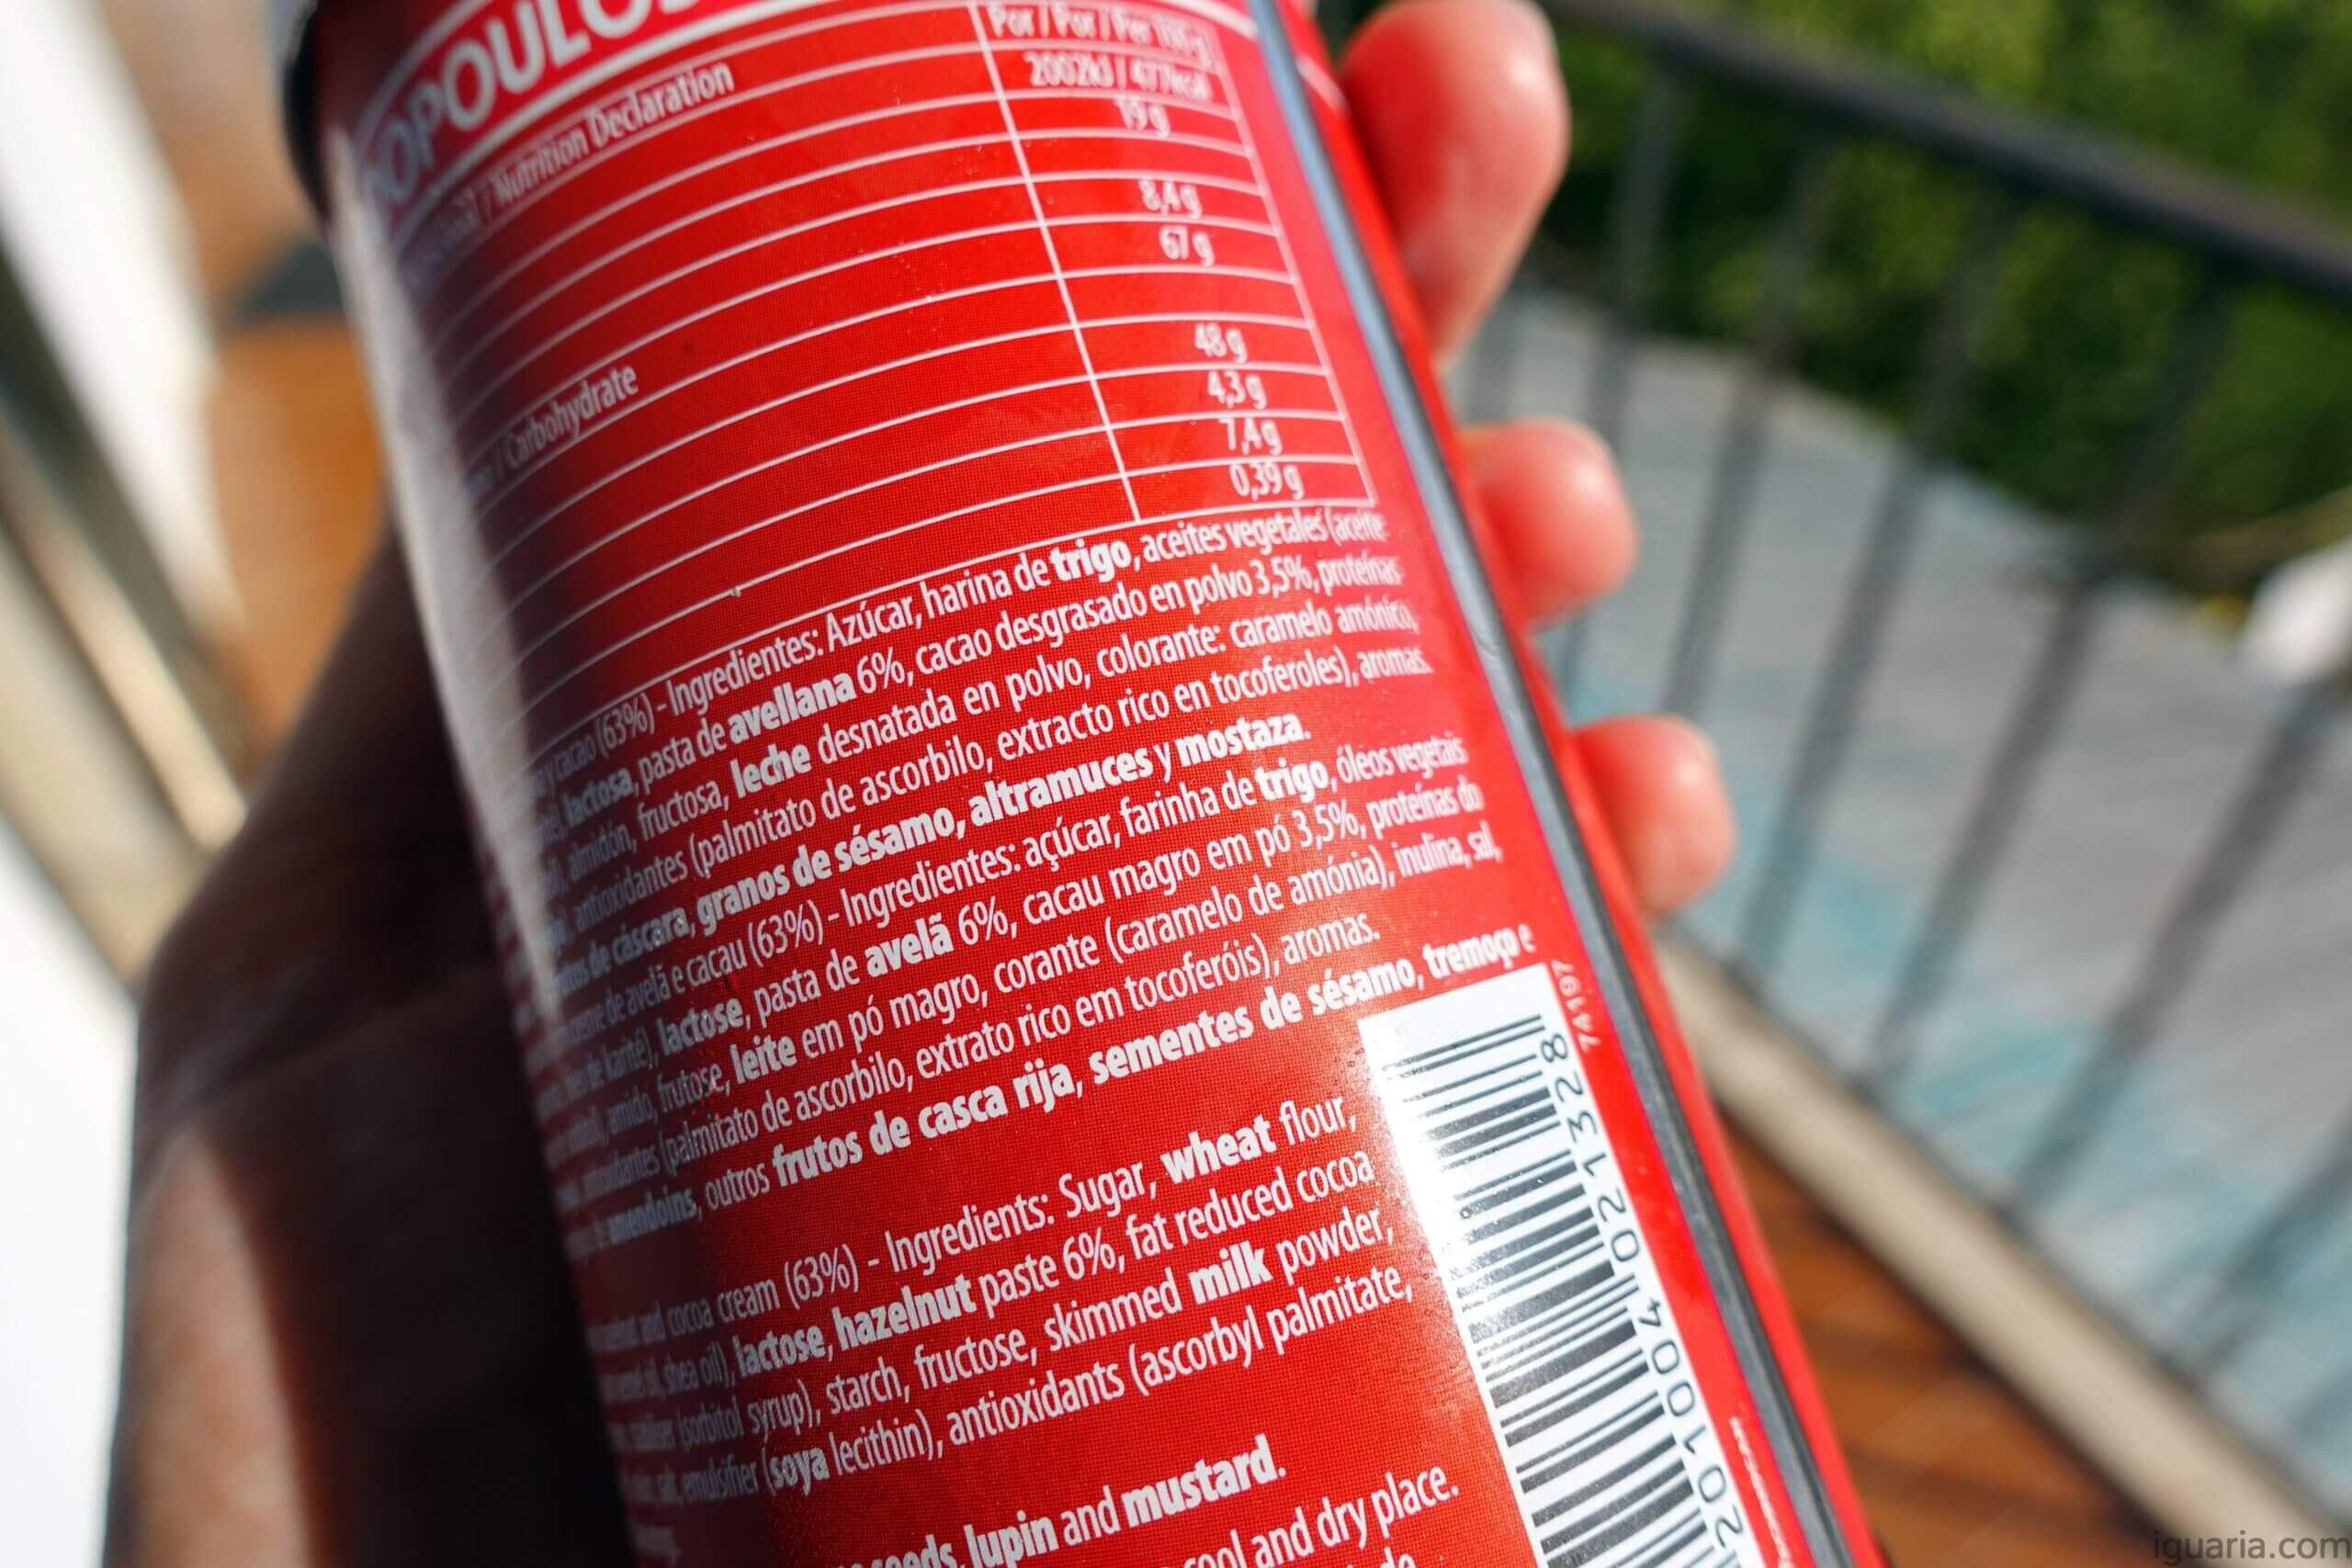 OPOULOS
/ Nutrition Declaration
Por / Por / Per 100 g
2002kJ / 477kcal
19 g
8,4 g
67 g
/ Carbohydrate
48 g
4,3 g
7,4 g
0,39 g
y cacao (63%) - Ingredientes: Azúcar, harina de trigo, aceites vegetales (aceite
lactosa, pasta de avellana 6%, cacao desgrasado en polvo 3,5%, proteínas
almidón, fructosa, leche desnatada en polvo, colorante: caramelo amónico,
antioxidantes (palmitato de ascorbilo, extracto rico en tocoferoles), aromas.
de cáscara, granos de sésamo, altramuces y mostaza.
creme de avelã e cacau (63%) - Ingredientes: açúcar, farinha de trigo, óleos vegetais
de karité), lactose, pasta de avelã 6%, cacau magro em pó 3,5%, proteínas do
amido, frutose, leite em pó magro, corante (caramelo de amónia), inulina, sal,
antioxidantes (palmitato de ascorbilo, extrato rico em tocoferóis), aromas.
amendoins, outros frutos de casca rija, sementes de sésamo, tremoço e
and cocoa cream (63%) - Ingredients: Sugar, wheat flour,
shea oil), lactose, hazelnut paste 6%, fat reduced cocoa
(sorbitol syrup), starch, fructose, skimmed milk powder,
salt, emulsifier (soya lecithin), antioxidants (ascorbyl palmitate,
seeds, lupin and mustard.
cool and dry place.
74197
201004021328
iguaria.com